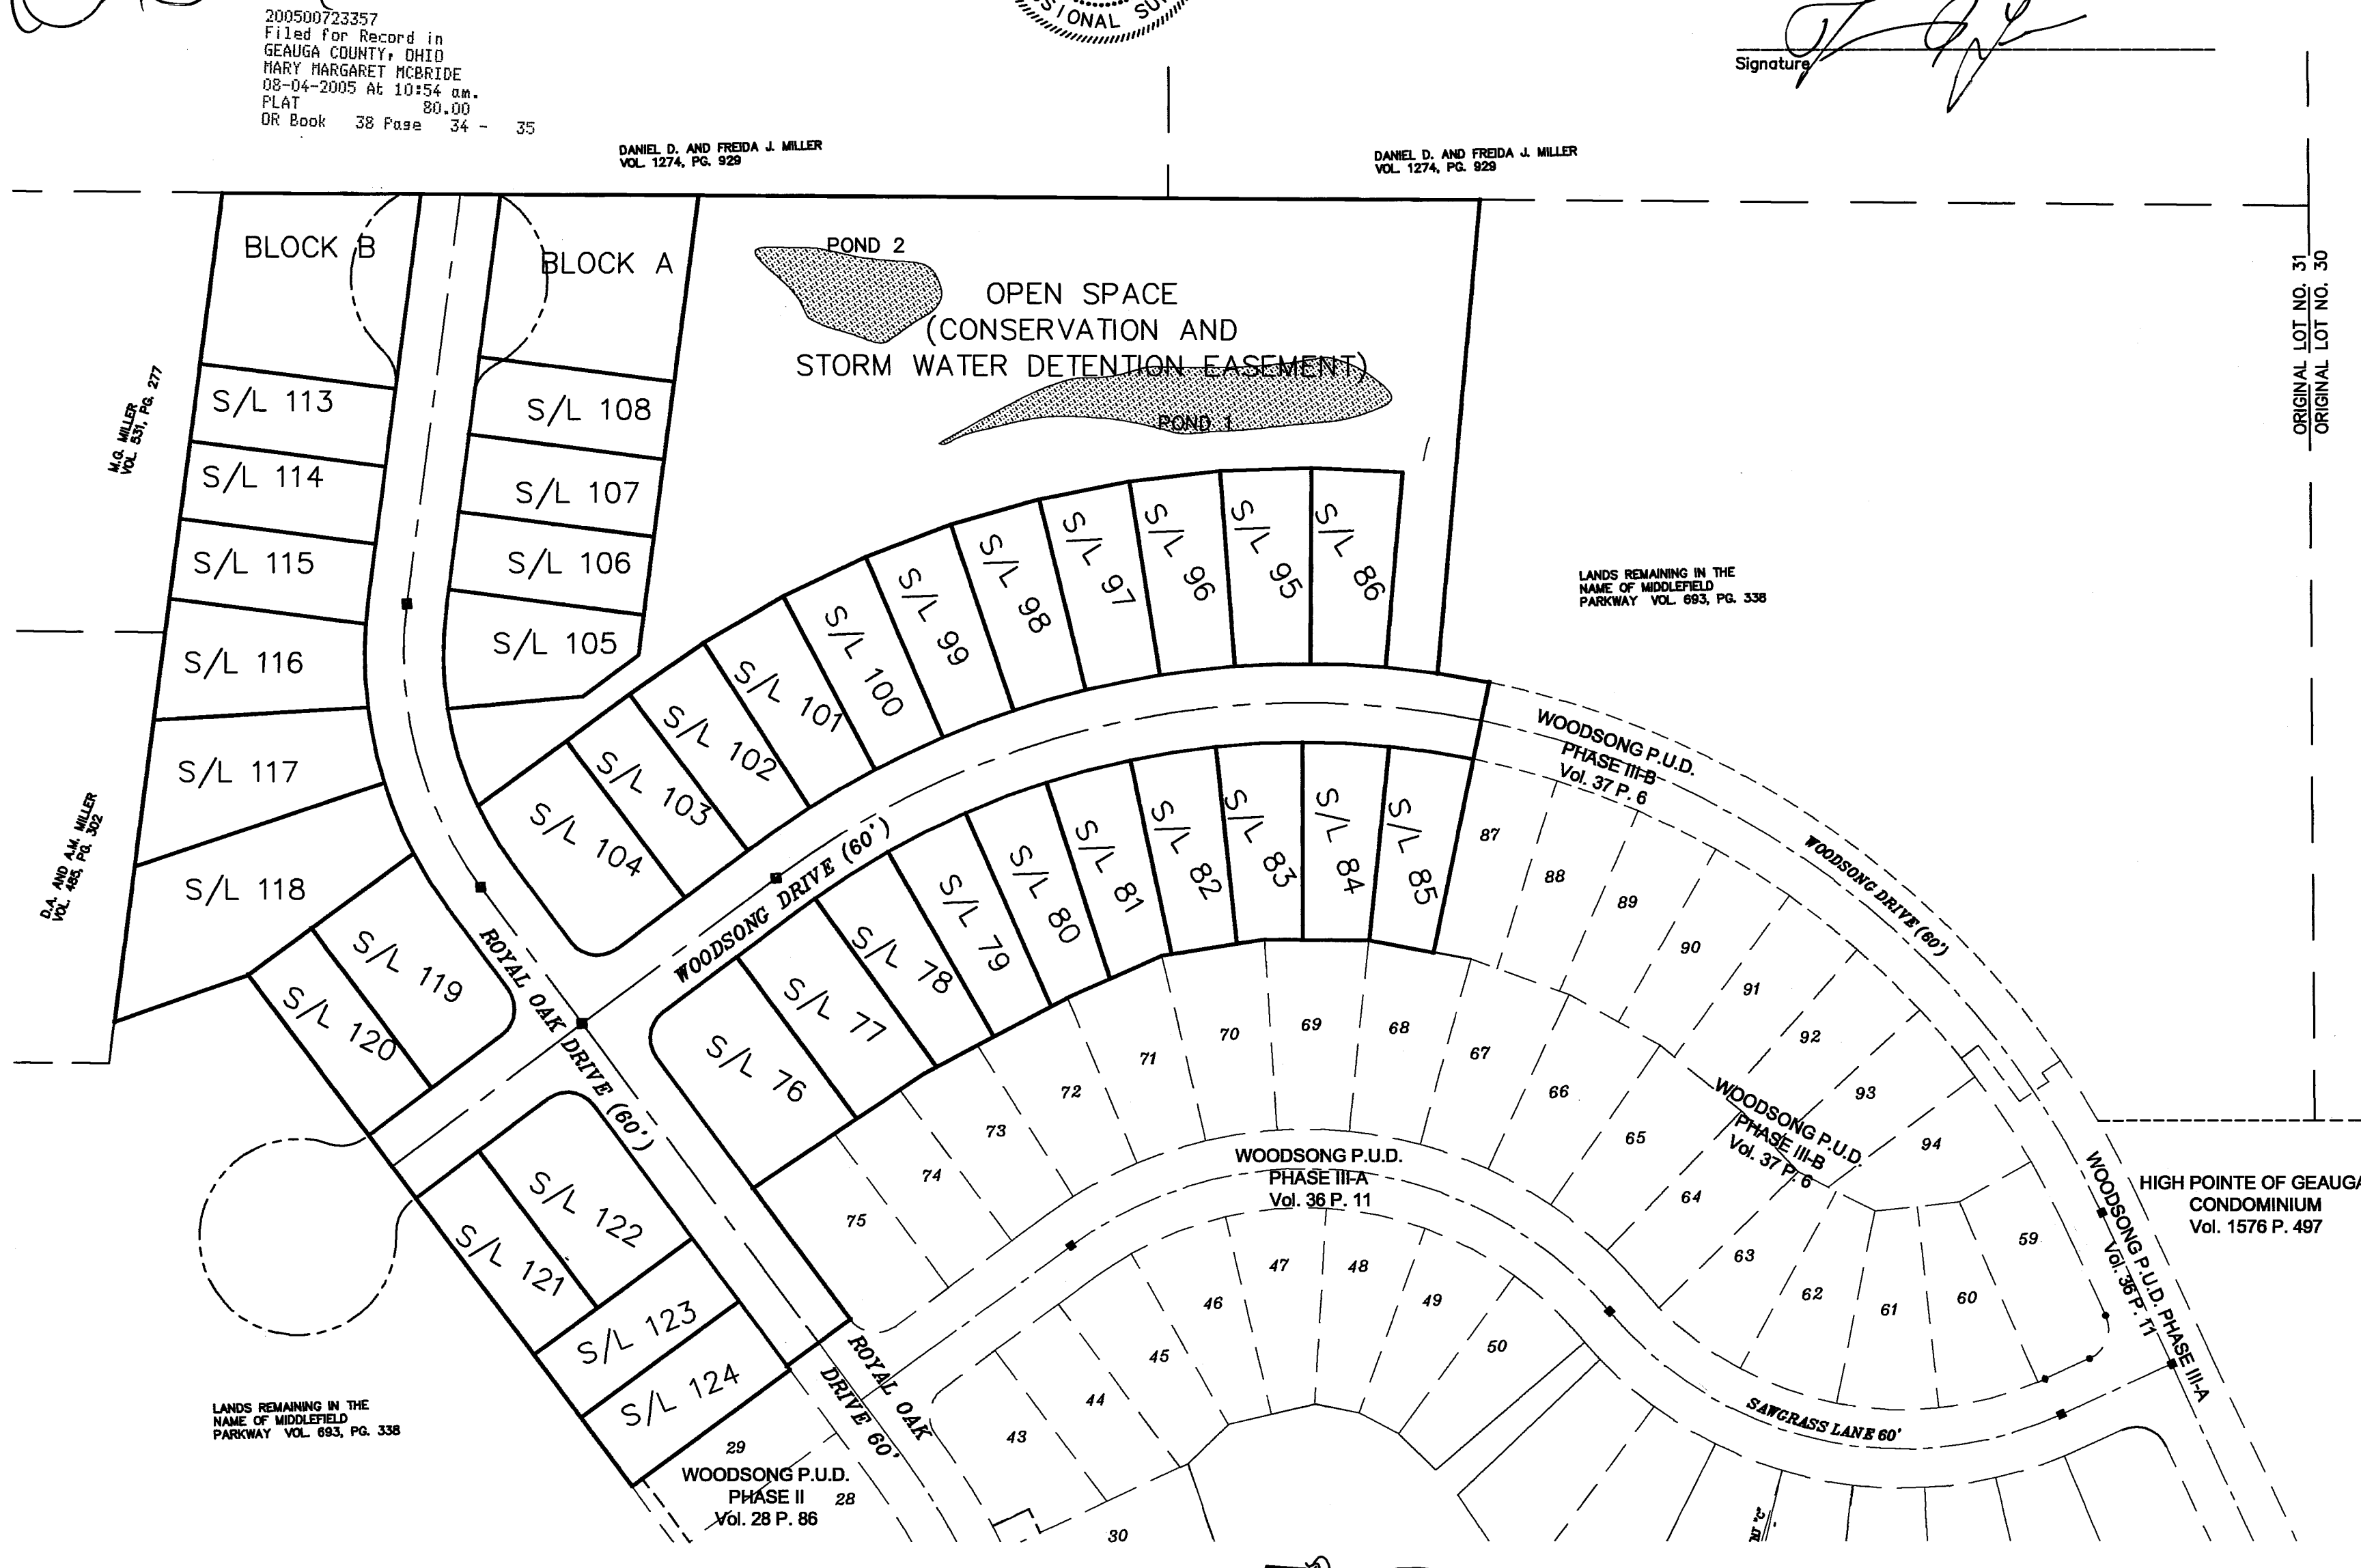 SIONAL SU
200500723357
Filed for Record in
GEAUGA COUNTY, OHIO
MARY MARGARET MCBRIDE
08-04-2005 At 10:54 am.
PLAT 80.00
OR Book 38 Page 34 - 35
Signature
DANIEL D. AND FREIDA J. MILLER
VOL. 1274, PG. 929
DANIEL D. AND FREIDA J. MILLER
VOL. 1274, PG. 929
BLOCK B
BLOCK A
POND 2
OPEN SPACE
(CONSERVATION AND
STORM WATER DETENTION EASEMENT)
POND 1
ORIGINAL LOT NO. 31
ORIGINAL LOT NO. 30
M.G. MILLER
VOL. 531, PG. 277
S/L 113
S/L 108
S/L 114
S/L 107
S/L 115
S/L 106
S/L 116
S/L 105
S/L 117
S/L 118
D.A. AND A.M. MILLER
VOL. 485, PG. 302
S/L 104
S/L 103
S/L 102
S/L 101
S/L 100
S/L 99
S/L 98
S/L 97
S/L 96
S/L 95
S/L 86
LANDS REMAINING IN THE
NAME OF MIDDLEFIELD
PARKWAY VOL. 693, PG. 338
WOODSONG P.U.D.
PHASE III-B
Vol. 37 P. 6
WOODSONG DRIVE (60')
WOODSONG DRIVE (60')
S/L 76
S/L 77
S/L 78
S/L 79
S/L 80
S/L 81
S/L 82
S/L 83
S/L 84
S/L 85
87
88
89
90
91
92
93
94
S/L 119
S/L 120
ROYAL OAK DRIVE (60')
S/L 122
S/L 121
S/L 123
S/L 124
75
74
73
72
71
70
69
68
67
66
65
64
63
62
61
60
59
WOODSONG P.U.D.
PHASE III-B
Vol. 37 P. 6
WOODSONG P.U.D.
PHASE III-A
Vol. 36 P. 11
HIGH POINTE OF GEAUGA
CONDOMINIUM
Vol. 1576 P. 497
WOODSONG P.U.D. PHASE III-A
Vol. 36 P. 11
43
44
45
46
47
48
49
50
SAWGRASS LANE 60'
ROYAL OAK
DRIVE 60'
LANDS REMAINING IN THE
NAME OF MIDDLEFIELD
PARKWAY VOL. 693, PG. 338
29
WOODSONG P.U.D.
PHASE II
Vol. 28 P. 86
28
30
"C"